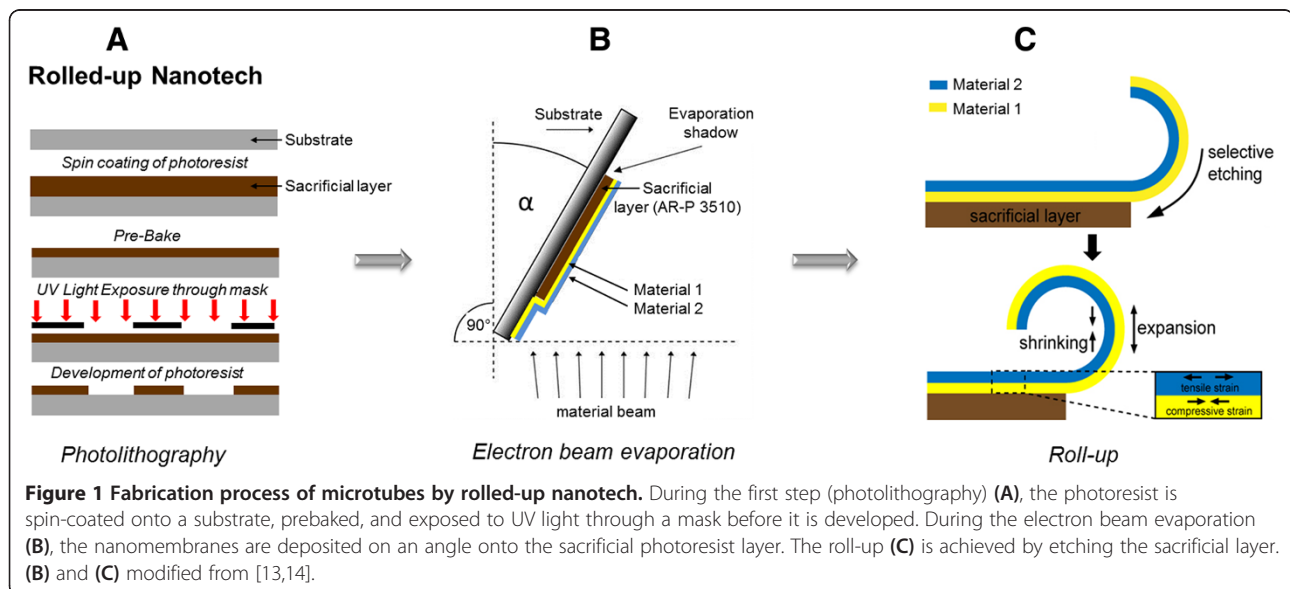 A
Rolled-up Nanotech
Substrate
Spin coating of photoresist
Sacrificial layer
Pre-Bake
UV Light Exposure through mask
Development of photoresist
Photolithography
B
Substrate
Evaporation
shadow
α
Sacrificial
layer (AR-P 3510)
Material 1
Material 2
90°
material beam
Electron beam evaporation
C
Material 2
Material 1
selective
etching
sacrificial layer
shrinking
expansion
tensile strain
compressive strain
Roll-up
Figure 1 Fabrication process of microtubes by rolled-up nanotech. During the first step (photolithography) (A), the photoresist is
spin-coated onto a substrate, prebaked, and exposed to UV light through a mask before it is developed. During the electron beam evaporation
(B), the nanomembranes are deposited on an angle onto the sacrificial photoresist layer. The roll-up (C) is achieved by etching the sacrificial layer.
(B) and (C) modified from [13,14].